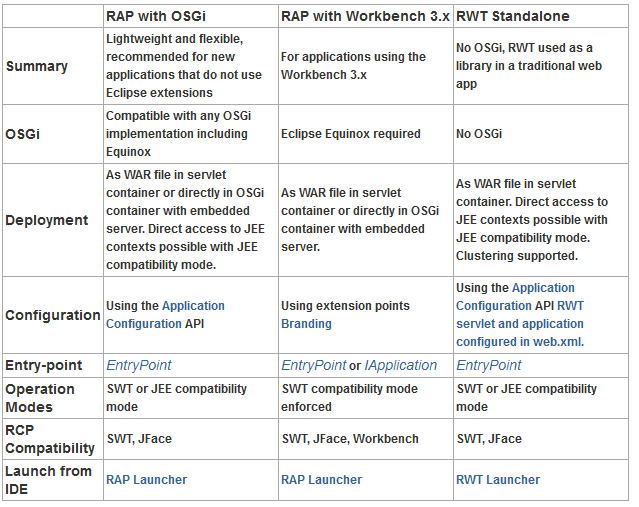 RAP with OSGi RAP with Workbench 3.x RWT Standalone
Summary
Lightweight and flexible,
recommended for new
applications that do not use
Eclipse extensions
For applications using the
Workbench 3.x
No OSGi, RWT used as a
library in a traditional web
app
OSGi
Compatible with any OSGi
implementation including
Equinox
Eclipse Equinox required
No OSGi
Deployment
As WAR file in servlet
container or directly in OSGi
container with embedded
server. Direct access to JEE
contexts possible with JEE
compatibility mode.
As WAR file in servlet
container or directly in OSGi
container with embedded
server.
As WAR file in servlet
container. Direct access to
JEE contexts possible with
JEE compatibility mode.
Clustering supported.
Configuration
Using the Application
Configuration API
Using extension points
Branding
Using the Application
Configuration API RWT
servlet and application
configured in web.xml.
Entry-point
EntryPoint
EntryPoint or IApplication
EntryPoint
Operation
Modes
SWT or JEE compatibility
mode
SWT compatibility mode
enforced
SWT or JEE compatibility
mode
RCP
Compatibility
SWT, JFace
SWT, JFace, Workbench
SWT, JFace
Launch from
IDE
RAP Launcher
RAP Launcher
RWT Launcher